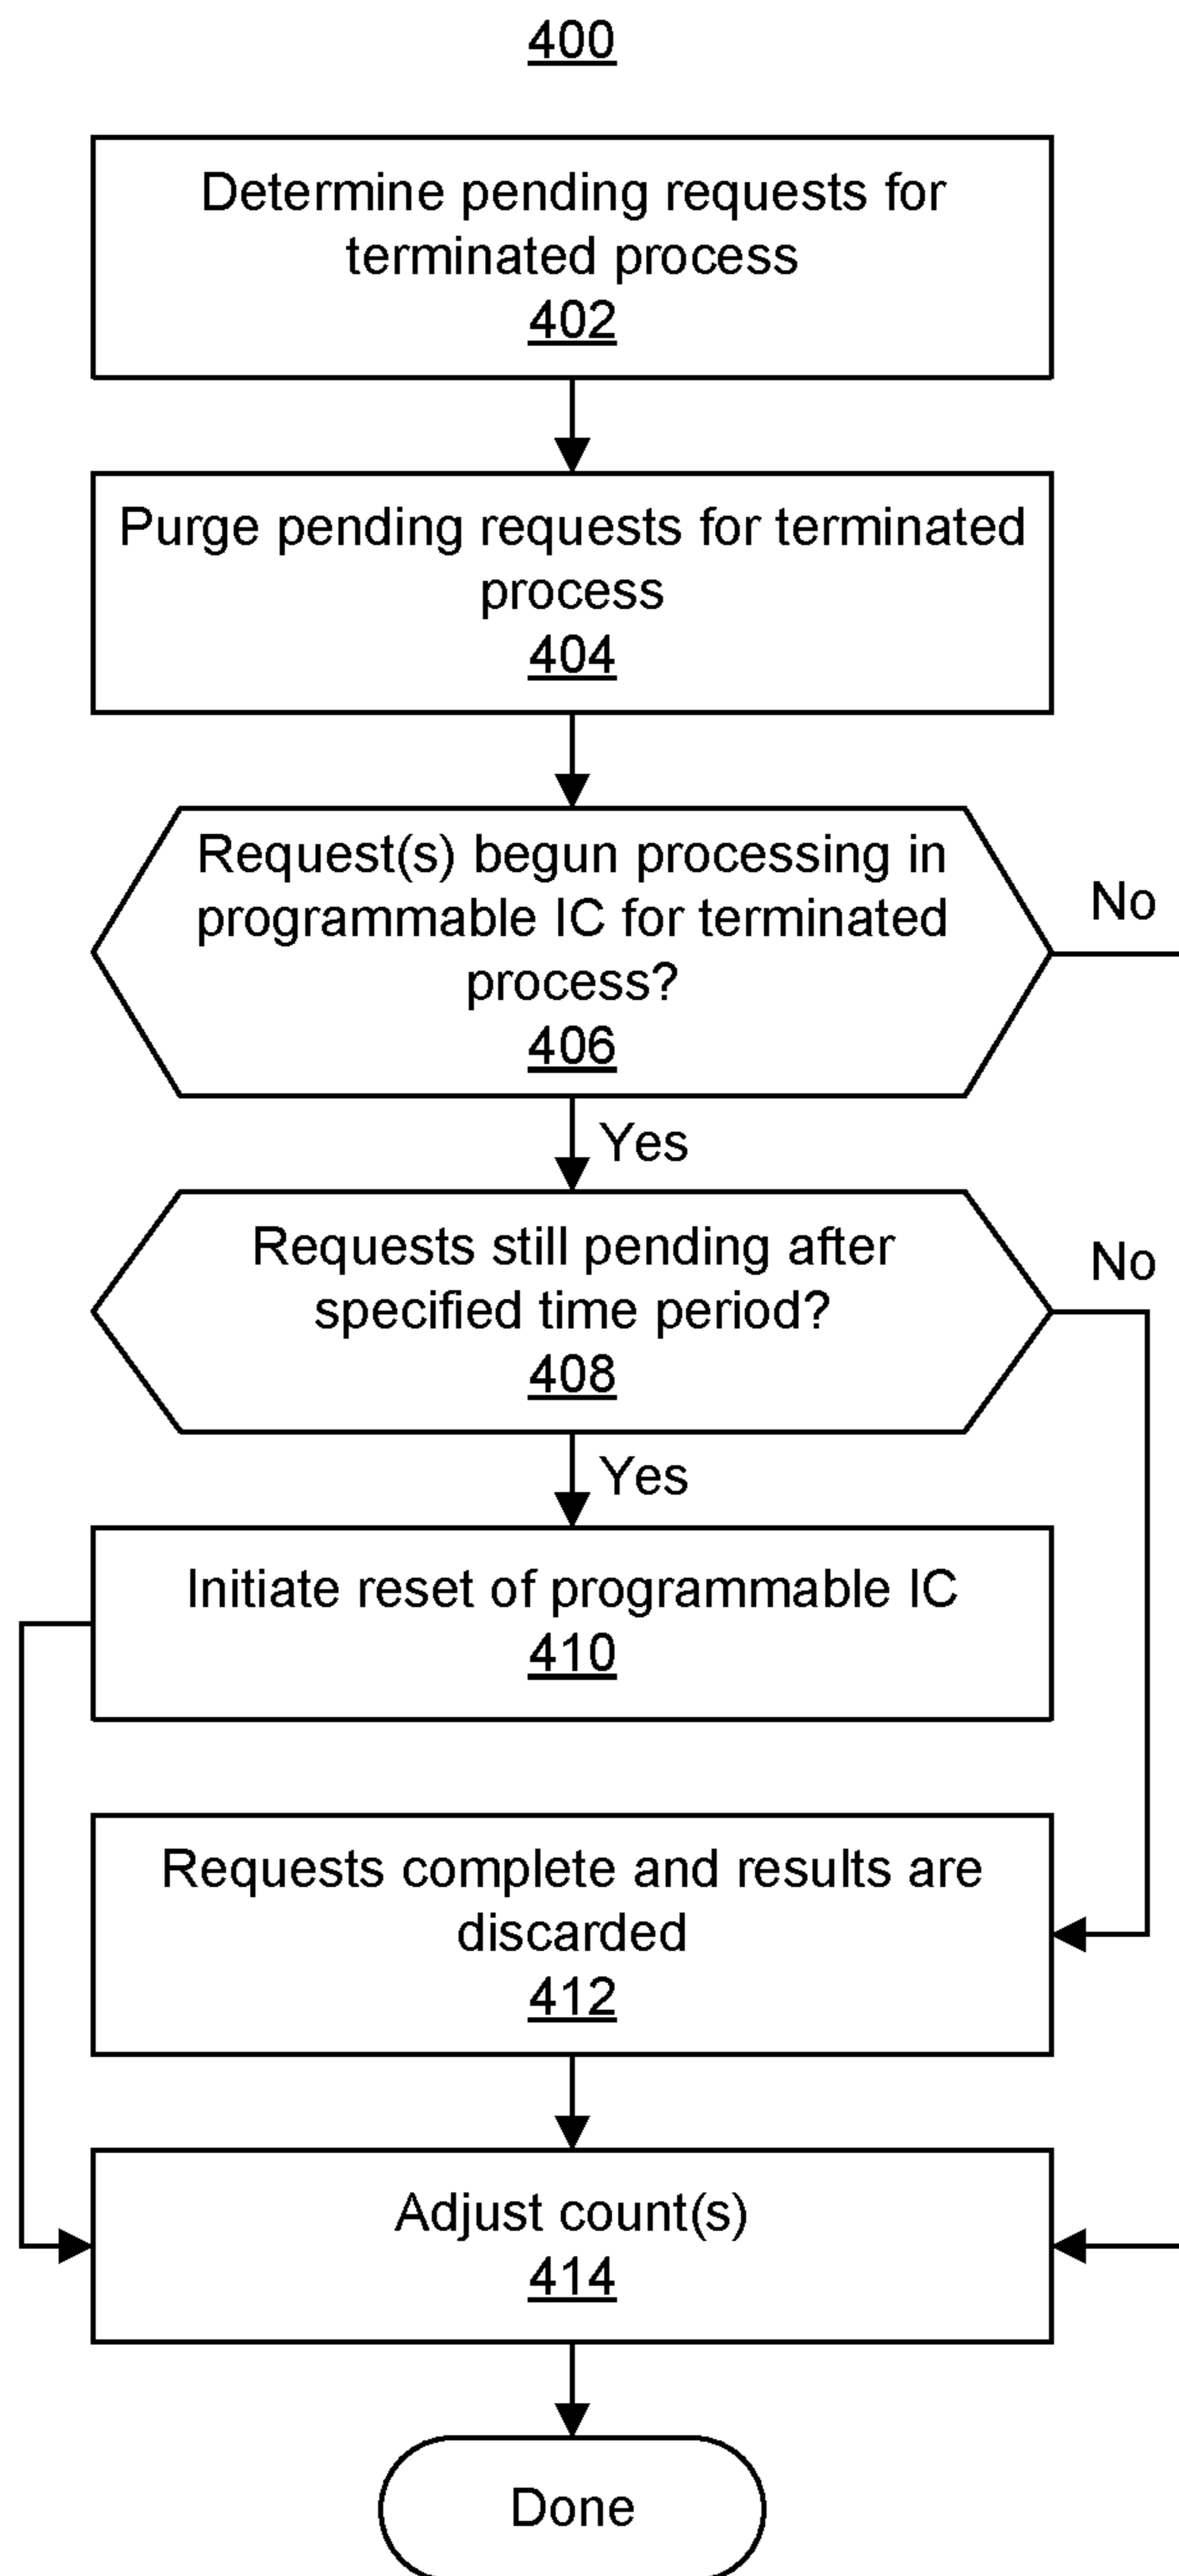 400
Determine pending requests for
terminated process
402
Purge pending requests for terminated
process
404
Request(s) begun processing in
programmable IC for terminated
process?
406
No
Yes
Requests still pending after
specified time period?
408
No
Yes
Initiate reset of programmable IC
410
Requests complete and results are
discarded
412
Adjust count(s)
414
Done